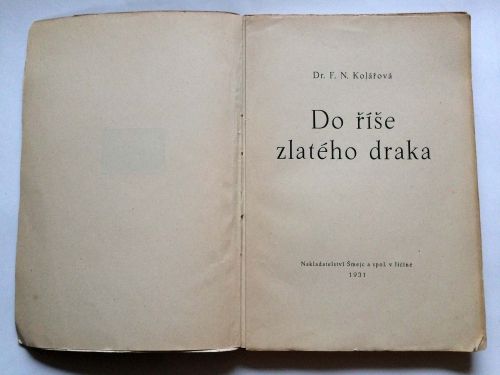 Dr. F. N. Kolářová
Do říše
zlatého draka
Nakladatelství Šmejc a spol. v Jičíně
1931